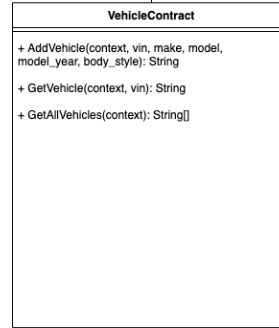 VehicleContract
+ AddVehicle(context, vin, make, model,
model_year, body_style): String
+ GetVehicle(context, vin): String
+ GetAllVehicles(context): String[]